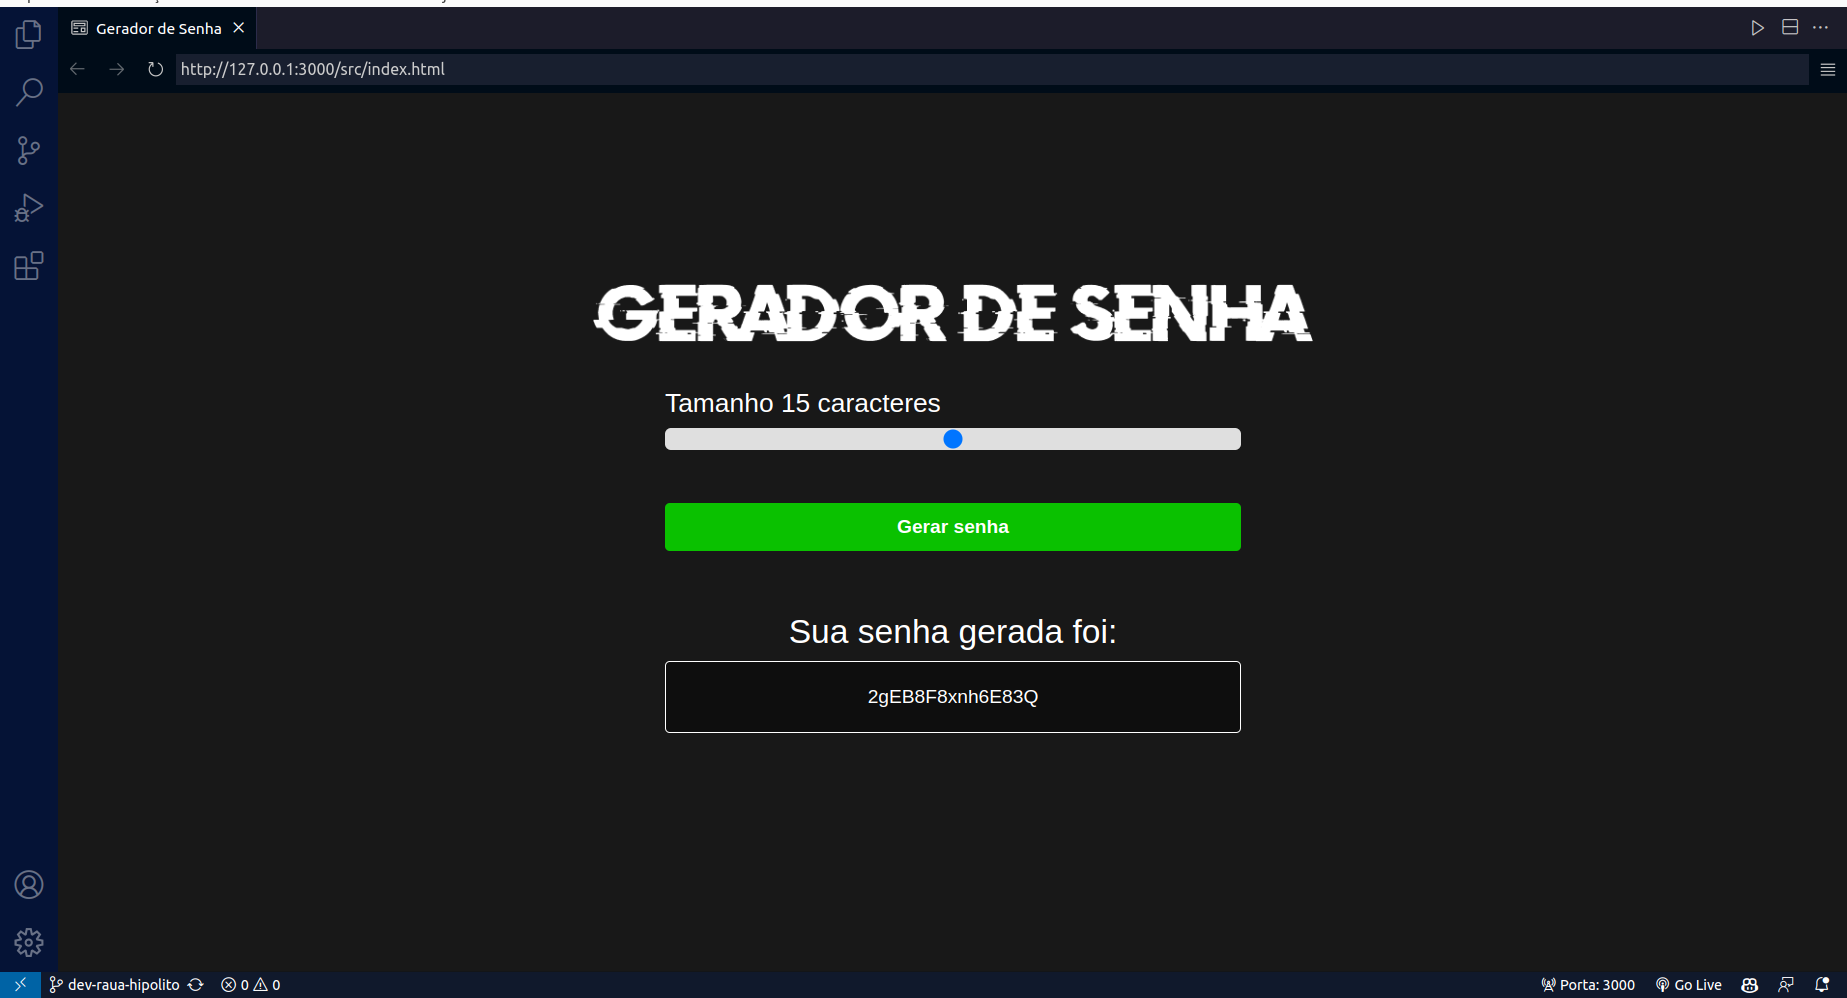 Gerador de Senha
http://127.0.0.1:3000/src/index.html
GERADOR DE SENHA
Tamanho 15 caracteres
Gerar senha
Sua senha gerada foi:
2gEB8F8xnh6E83Q
dev-raua-hipolito 0 0 Porta: 3000 Go Live